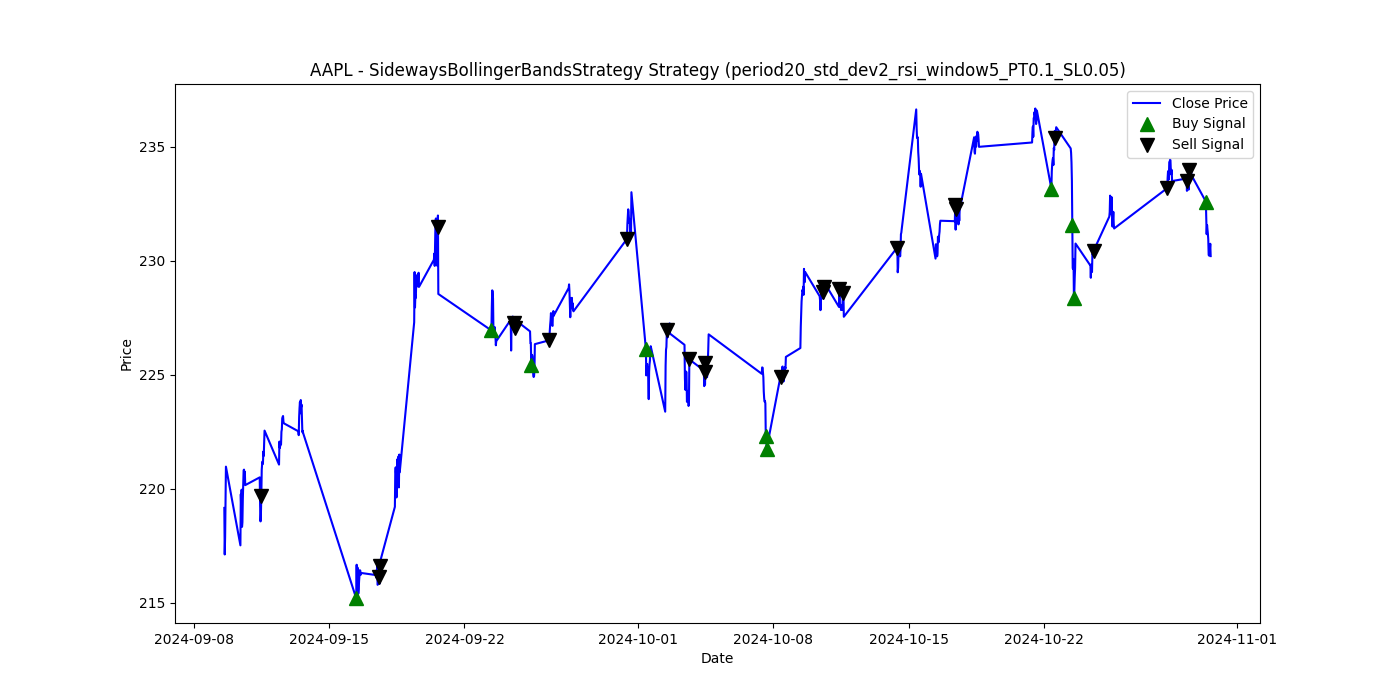 AAPL - SidewaysBollingerBandsStrategy Strategy (period20_std_dev2_rsi_window5_PT0.1_SL0.05)
Close Price
Buy Signal
Sell Signal
235
230
225
220
215
Price
2024-09-08 2024-09-15 2024-09-22 2024-10-01 2024-10-08 2024-10-15 2024-10-22 2024-11-01
Date